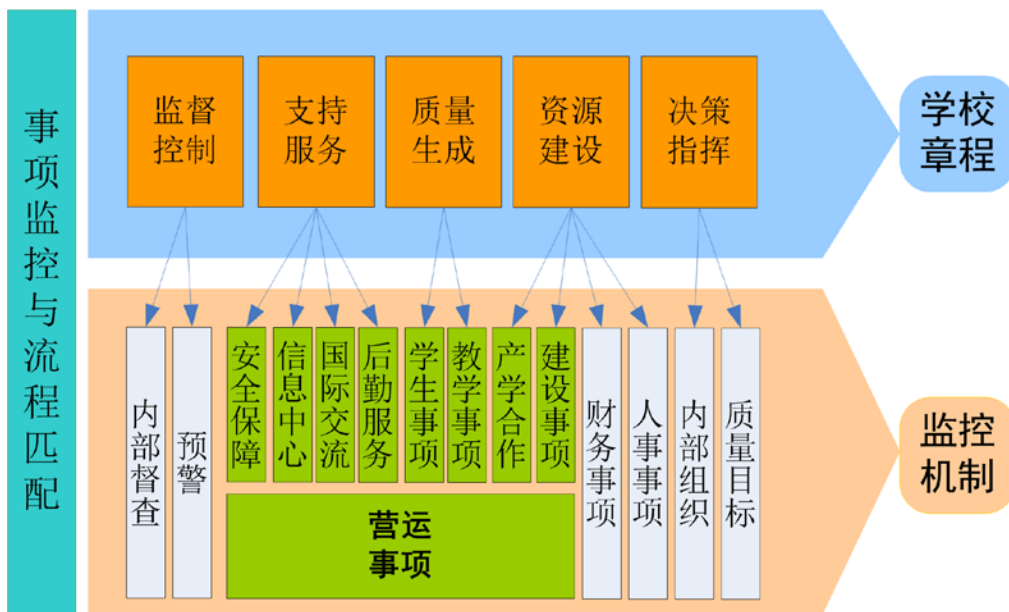 事项监控与流程匹配
监督
控制
支持
服务
质量
生成
资源
建设
决策
指挥
学校
章程
内部督查
预警
安全保障
信息中心
国际交流
后勤服务
学生事项
教学事项
产学合作
建设事项
财务事项
人事事项
内部组织
质量目标
营运
事项
监控
机制